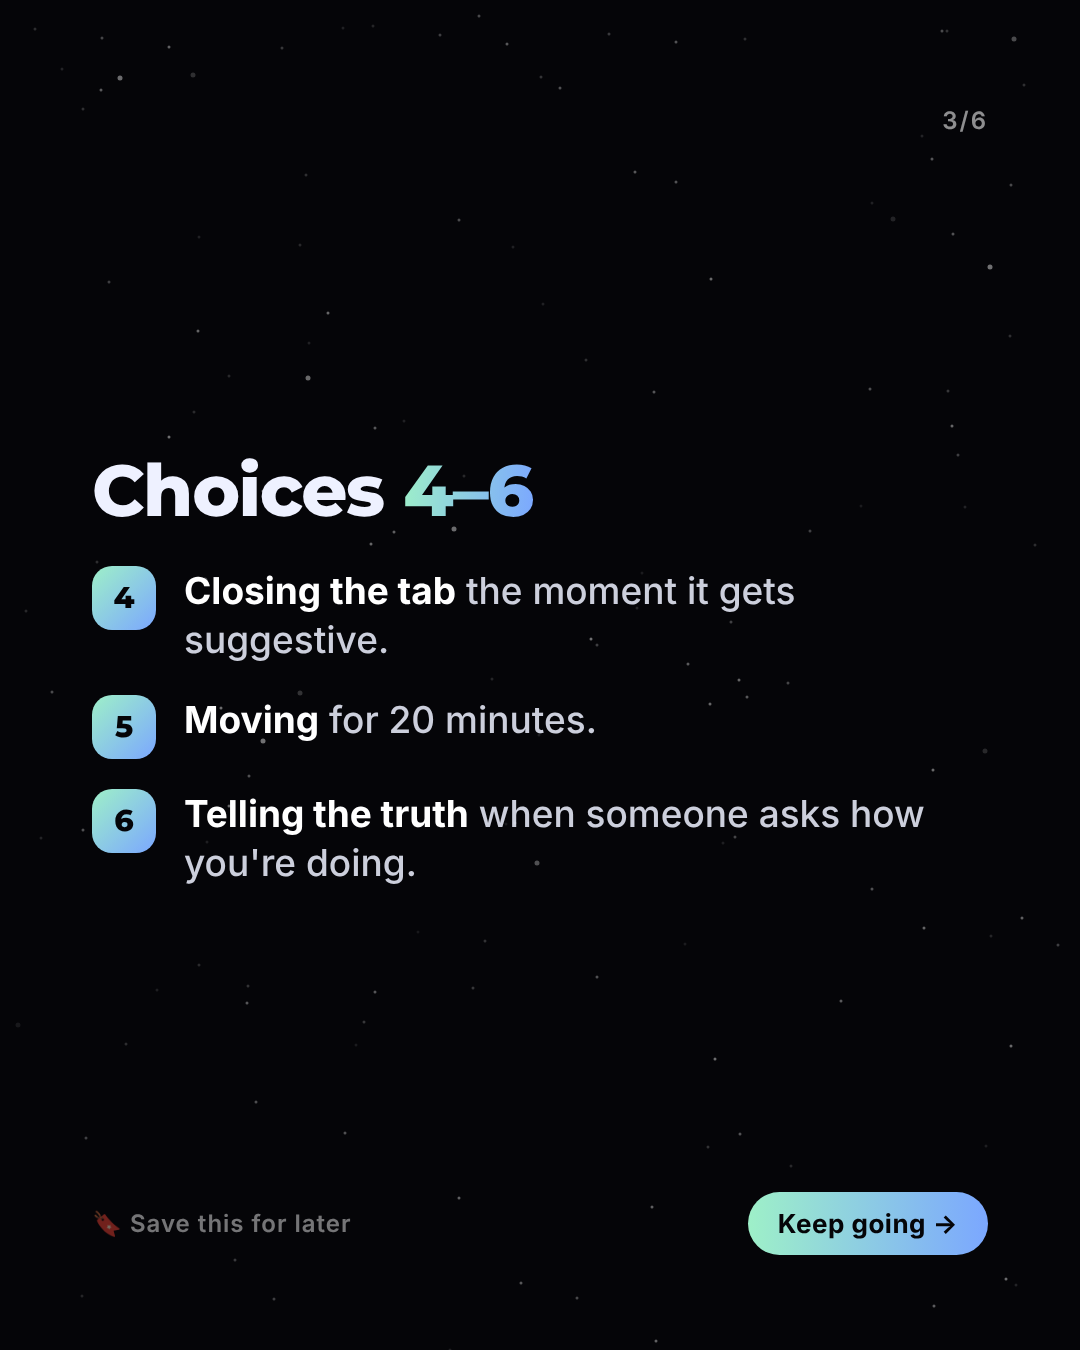 3/6
Choices 4–6
4 Closing the tab the moment it gets
suggestive.
5 Moving for 20 minutes.
6 Telling the truth when someone asks how
you're doing.
🔖 Save this for later
Keep going →